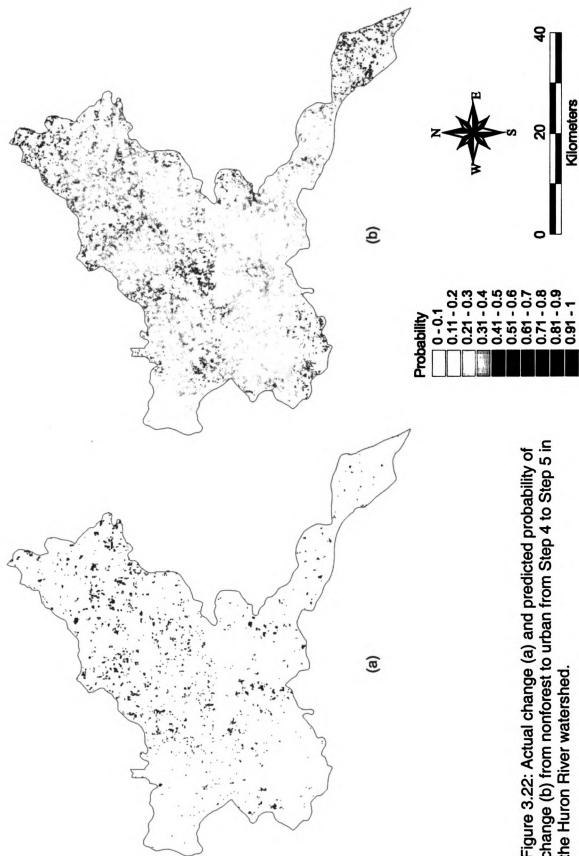 (a)
(b)
Probability
0 - 0.1
0.11 - 0.2
0.21 - 0.3
0.31 - 0.4
0.41 - 0.5
0.51 - 0.6
0.61 - 0.7
0.71 - 0.8
0.81 - 0.9
0.91 - 1
N
W
E
S
0
20
40
Kilometers
Figure 3.22: Actual change (a) and predicted probability of
change (b) from nonforest to urban from Step 4 to Step 5 in
the Huron River watershed.